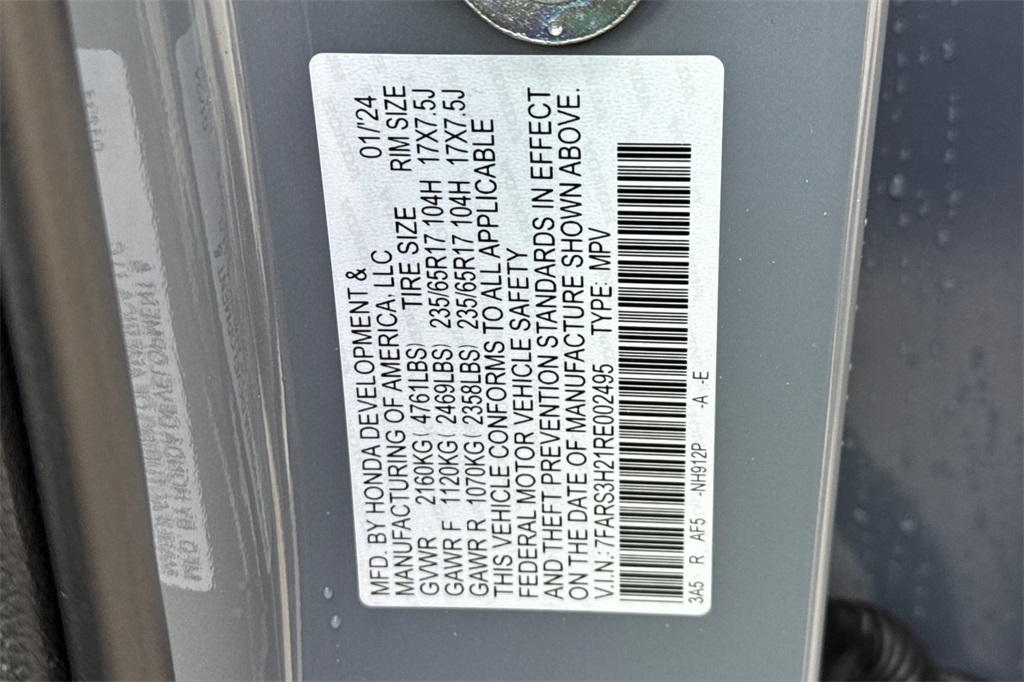 MFD. BY HONDA DEVELOPMENT & 01/'24
MANUFACTURING OF AMERICA, LLC TIRE SIZE RIM SIZE
GVWR 2160KG( 4761LBS) 235/65R17 104H 17X7.5J
GAWR F 1120KG( 2469LBS) 235/65R17 104H 17X7.5J
GAWR R 1070KG( 2358LBS)
THIS VEHICLE CONFORMS TO ALL APPLICABLE
FEDERAL MOTOR VEHICLE SAFETY
AND THEFT PREVENTION STANDARDS IN EFFECT
ON THE DATE OF MANUFACTURE SHOWN ABOVE.
V.I.N.: 7FARS3H21RE002495 TYPE: MPV
3A5 R AF5 -NH912P -A -E